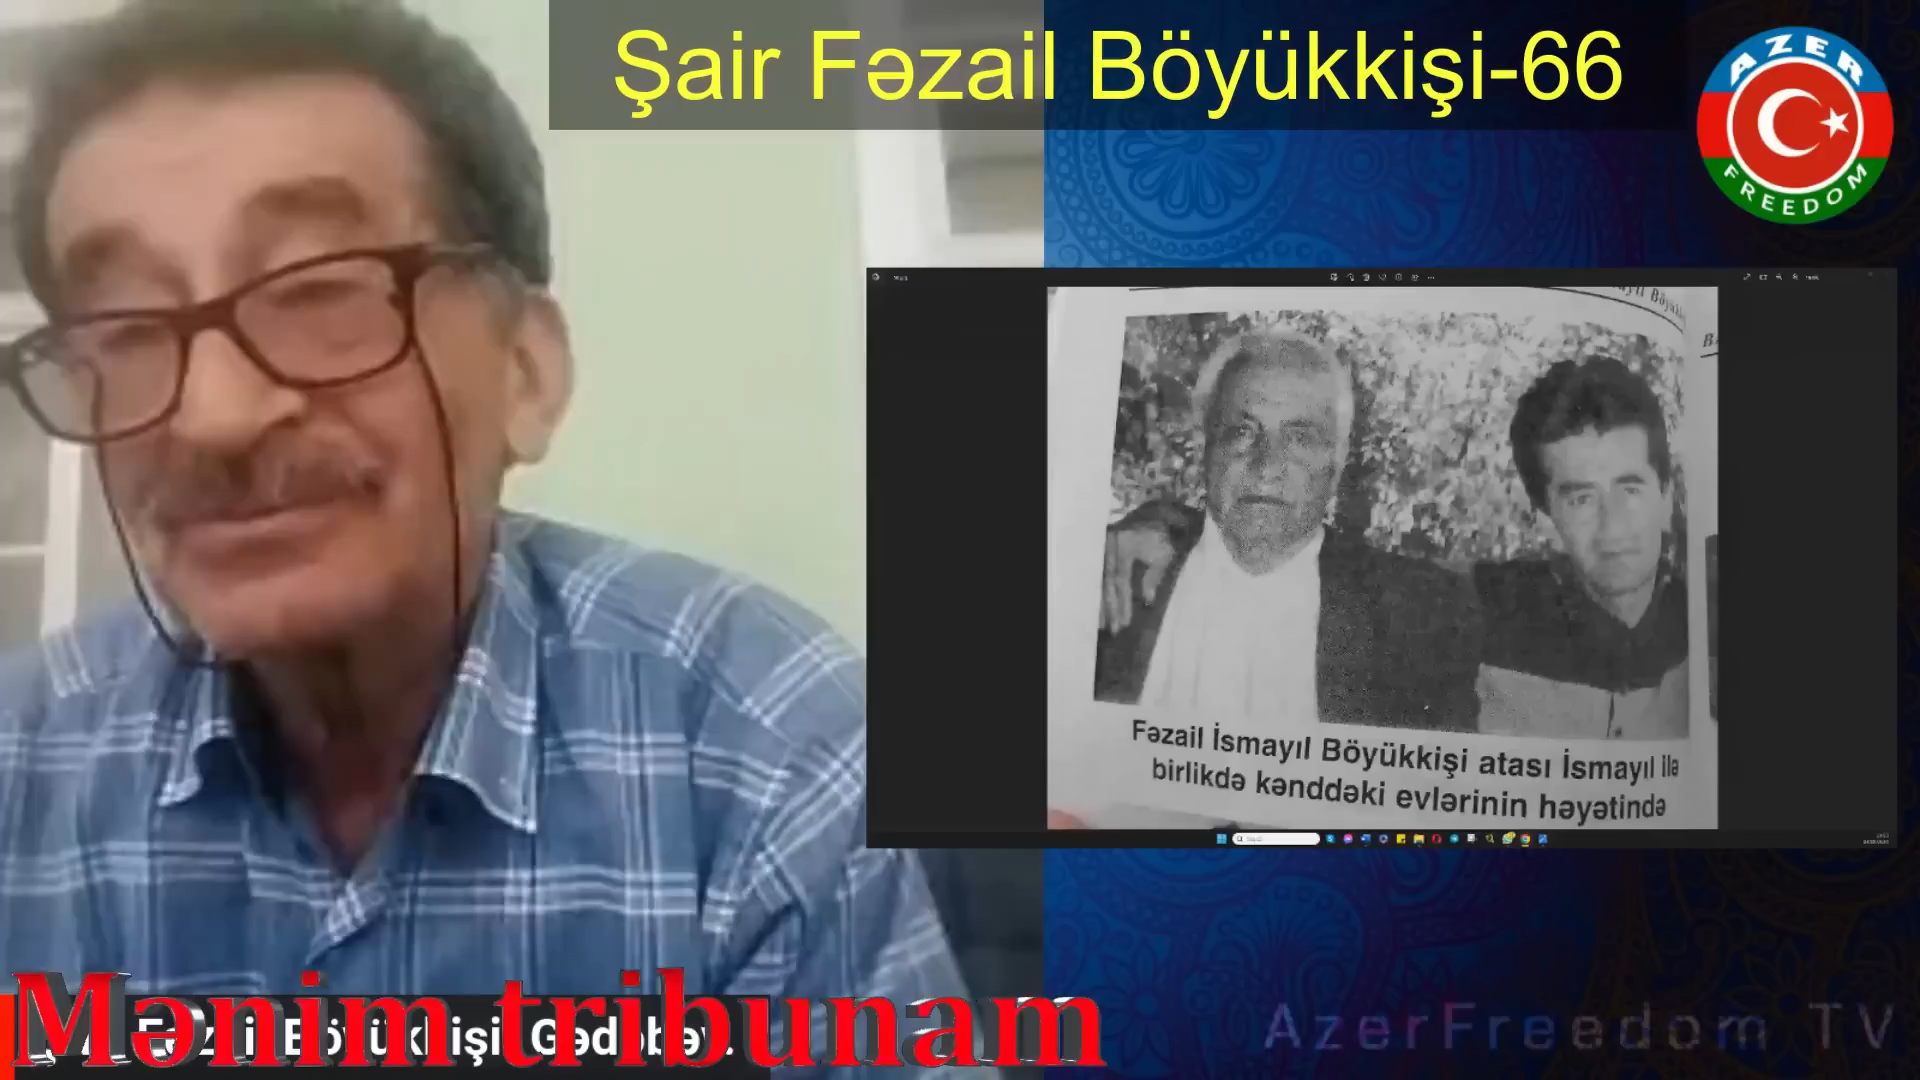 Şair Fəzail Böyükkişi-66
AZER
FREEDOM
Fəzail İsmayıl Böyükkişi atası İsmayıl ilə
birlikdə kənddəki evlərinin həyətində
Mənim tribunam
AzerFreedom TV